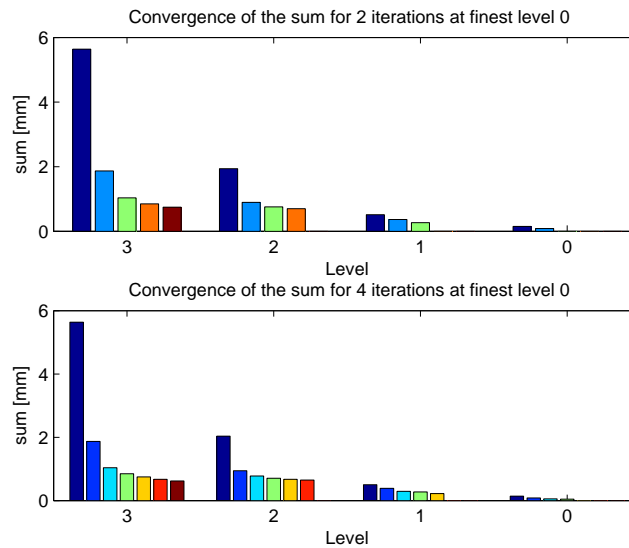 Convergence of the sum for 2 iterations at finest level 0
6
4
2
0
sum [mm]
3 2 1 0
Level
Convergence of the sum for 4 iterations at finest level 0
6
4
2
0
sum [mm]
3 2 1 0
Level